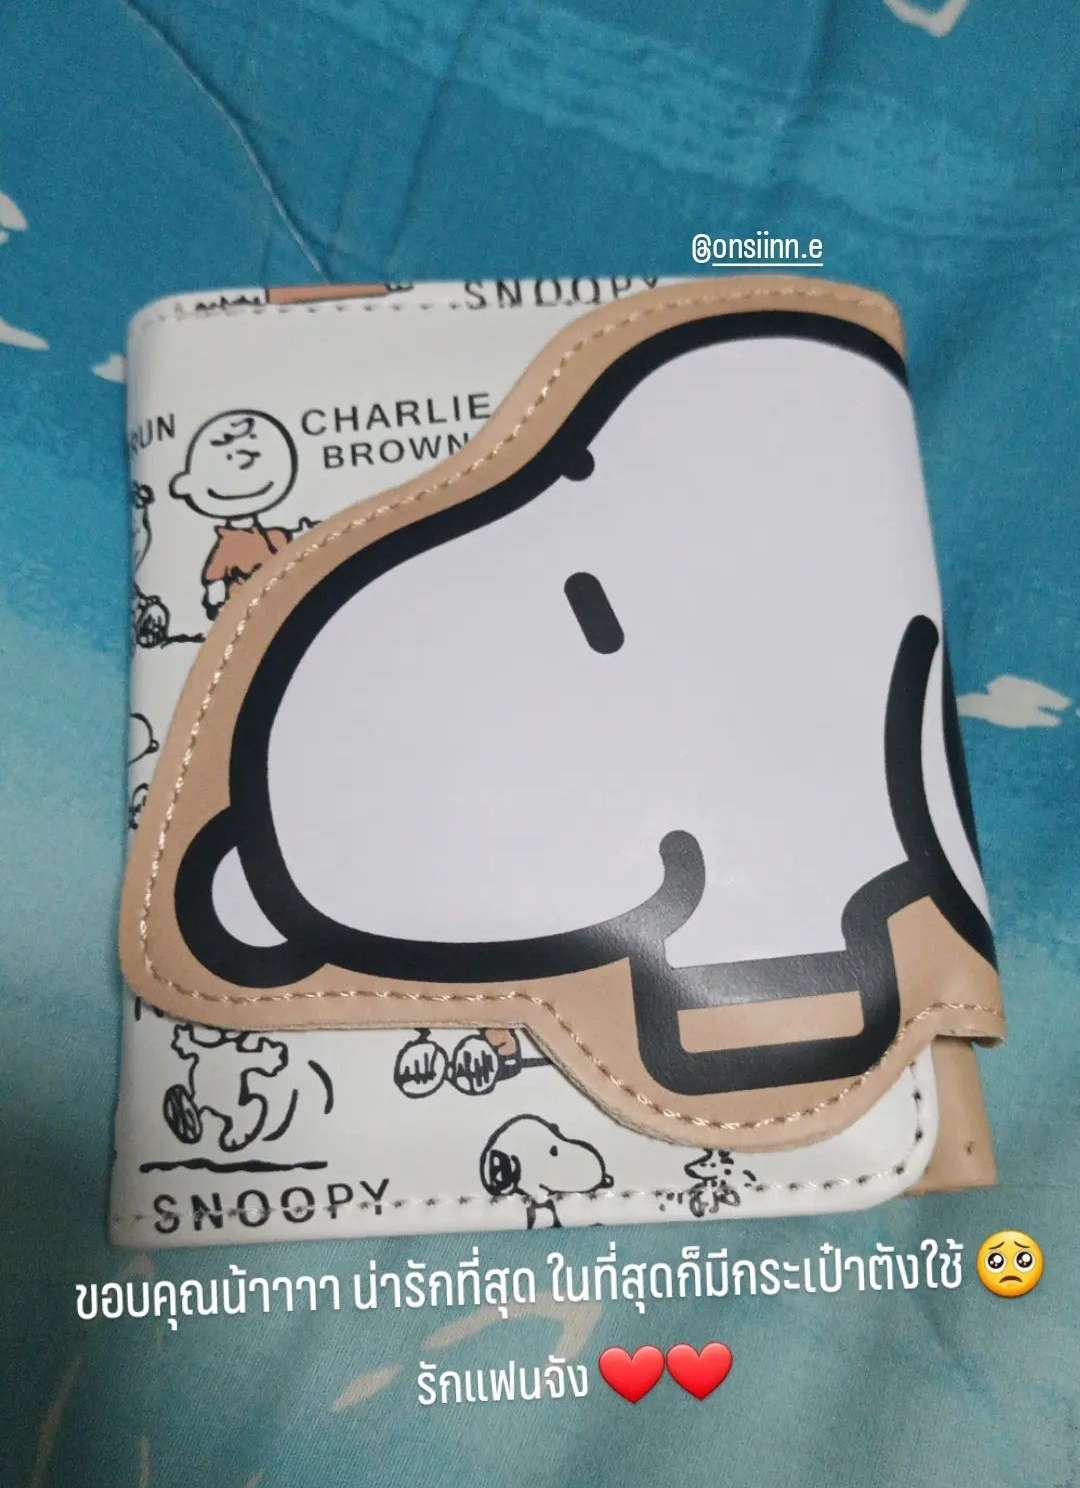 @onsiinn.e
SNOOPY
CHARLIE
BROWN
SNOOPY
ขอบคุณน้าาาา น่ารักที่สุด ในที่สุดก็มีกระเป๋าตังใช้ 🥺
รักแฟนจัง ❤️❤️